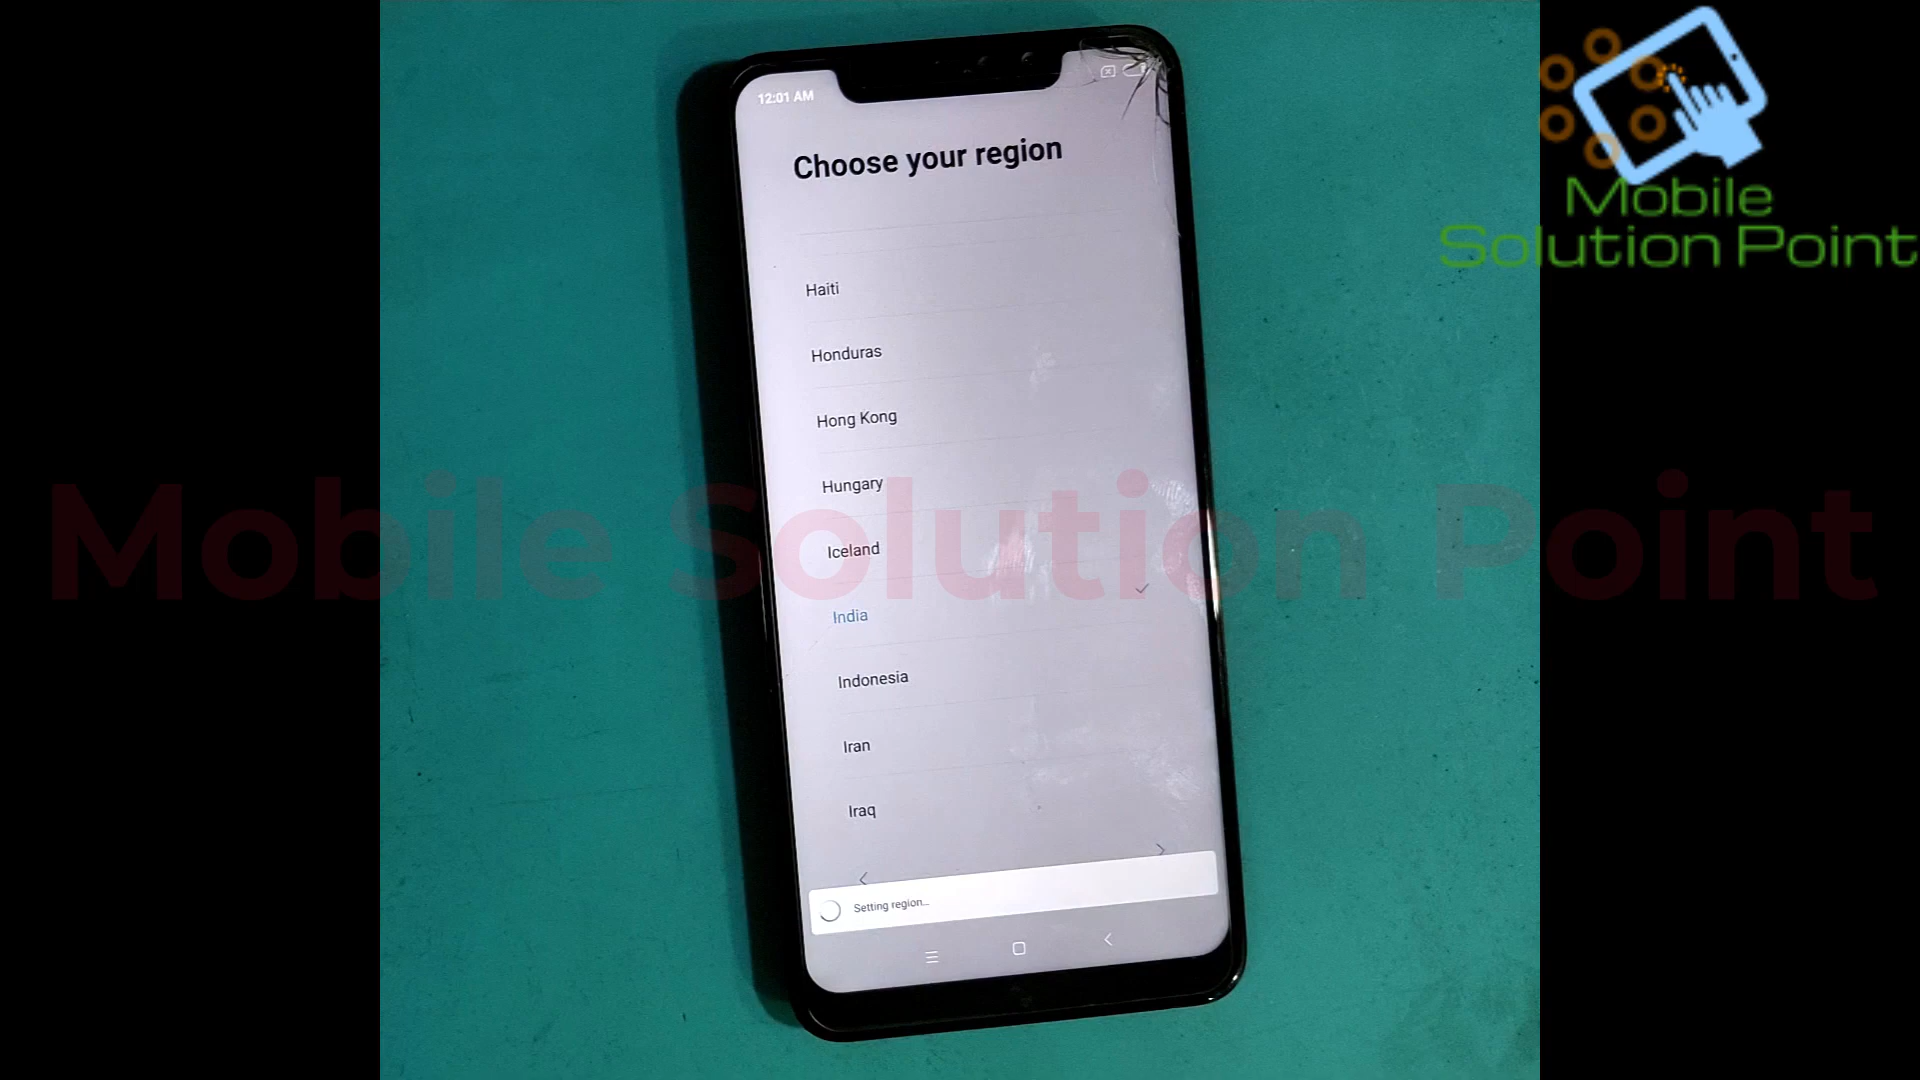 12:01 AM
Choose your region
Haiti
Honduras
Hong Kong
Hungary
Iceland
India
Indonesia
Iran
Iraq
Setting region...
Mobile
Solution Point
Mobile Solution Point